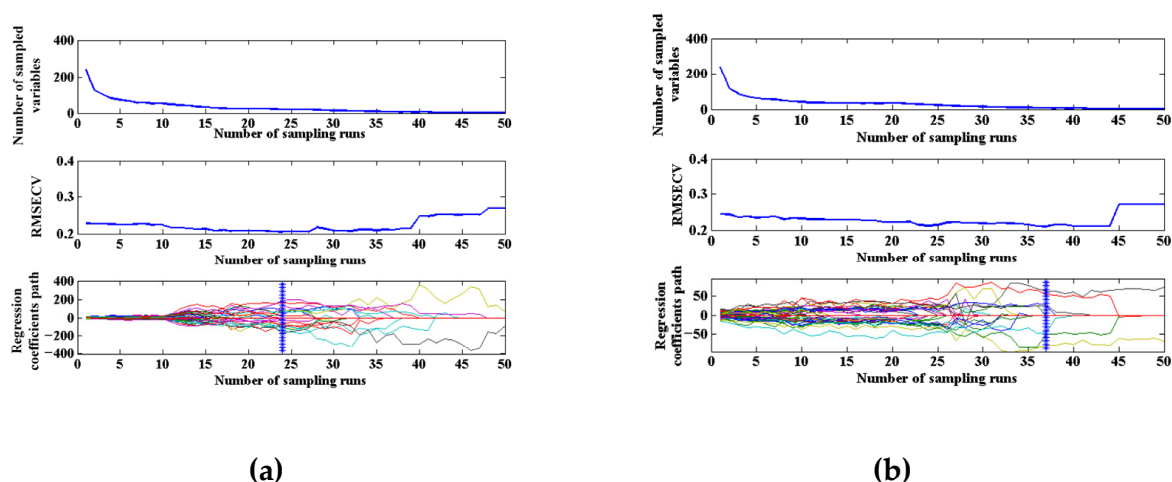 Number of sampled
variables
400
200
0
0 5 10 15 20 25 30 35 40 45 50
Number of sampling runs
RMSECV
0.4
0.3
0.2
0 5 10 15 20 25 30 35 40 45 50
Number of sampling runs
Regression
coefficients path
400
200
0
−200
−400
0 5 10 15 20 25 30 35 40 45 50
Number of sampling runs
(a)
Number of sampled
variables
400
200
0
0 5 10 15 20 25 30 35 40 45 50
Number of sampling runs
RMSECV
0.4
0.3
0.2
0 5 10 15 20 25 30 35 40 45 50
Number of sampling runs
Regression
coefficients path
50
0
−50
0 5 10 15 20 25 30 35 40 45 50
Number of sampling runs
(b)